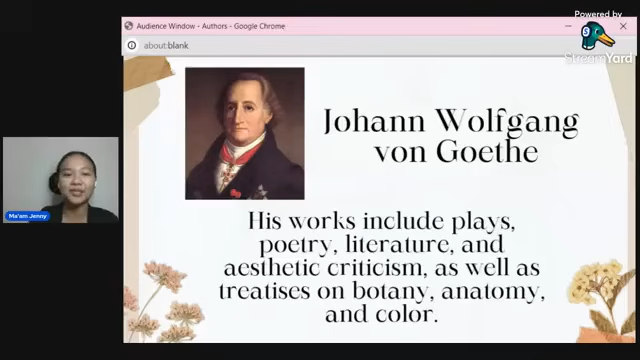 Powered by
StreamYard
Audience Window - Authors - Google Chrome
about:blank
Johann Wolfgang
von Goethe
Ma'am Jenny
His works include plays,
poetry, literature, and
aesthetic criticism, as well as
treatises on botany, anatomy,
and color.